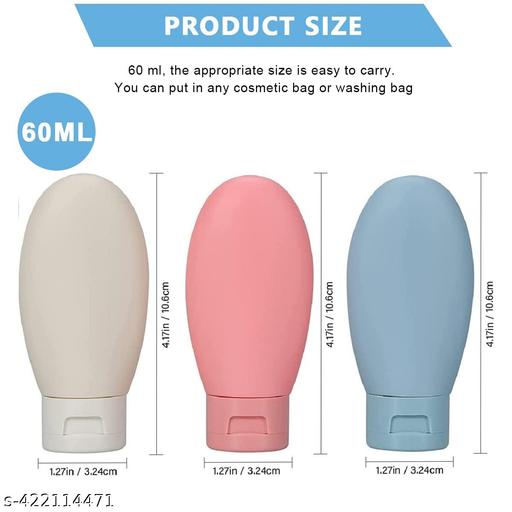 PRODUCT SIZE
60 ml, the appropriate size is easy to carry.
You can put in any cosmetic bag or washing bag
60ML
4.17in / 10.6cm
4.17in / 10.6cm
4.17in / 10.6cm
1.27in / 3.24cm
1.27in / 3.24cm
1.27in / 3.24cm
s-422114471